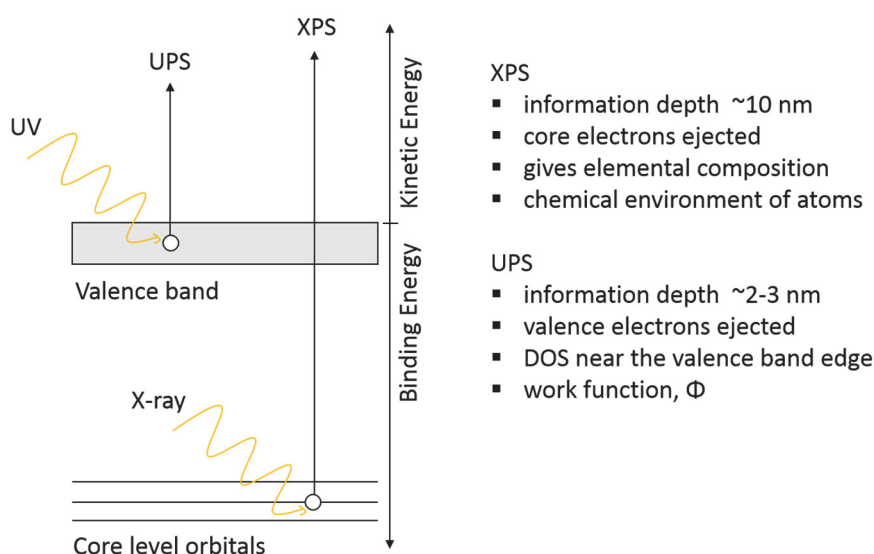 XPS
UPS
UV
Kinetic Energy
Valence band
Binding Energy
X-ray
Core level orbitals
XPS
▪ information depth ~10 nm
▪ core electrons ejected
▪ gives elemental composition
▪ chemical environment of atoms
UPS
▪ information depth ~2-3 nm
▪ valence electrons ejected
▪ DOS near the valence band edge
▪ work function, Φ